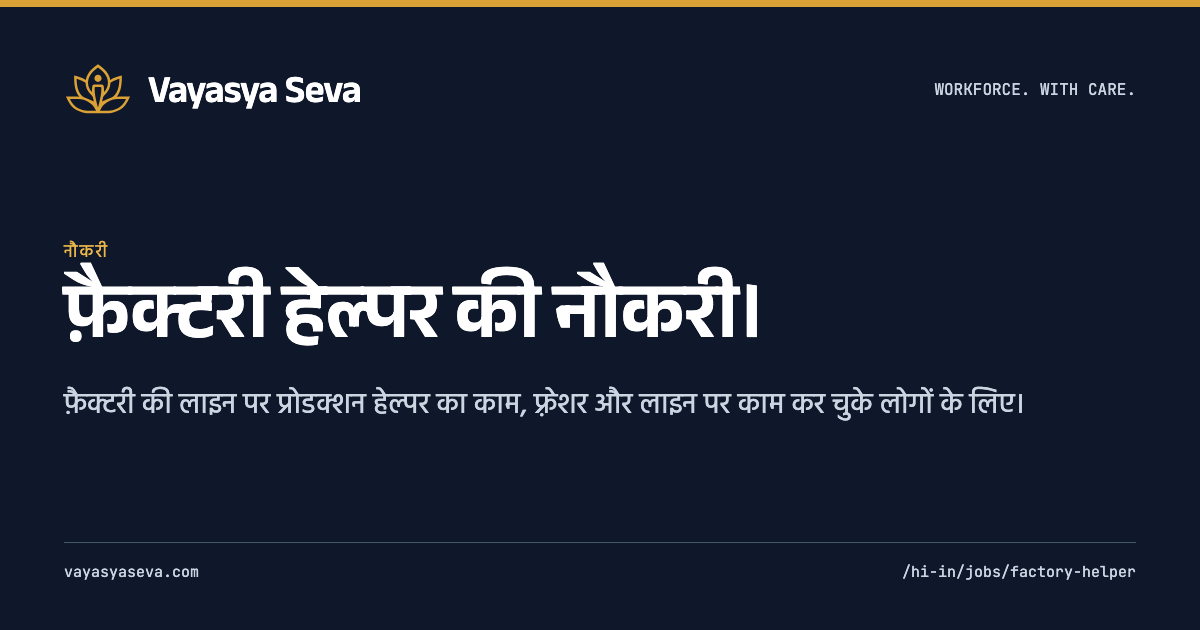 Vayasya Seva
WORKFORCE. WITH CARE.
नौकरी
फ़ैक्टरी हेल्पर की नौकरी।
फ़ैक्टरी की लाइन पर प्रोडक्शन हेल्पर का काम, फ़्रेशर और लाइन पर काम कर चुके लोगों के लिए।
vayasyaseva.com
/hi-in/jobs/factory-helper